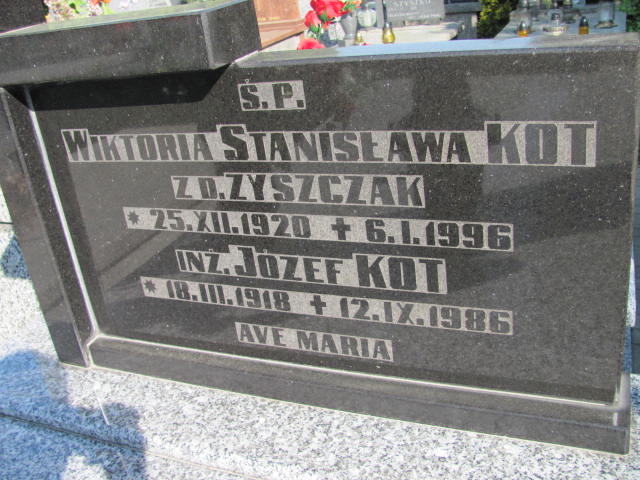 Ś.P.
WIKTORIA STANISŁAWA KOT
Z D. ZYSZCZAK
* 25.XII.1920 + 6.I.1996
INŻ. JÓZEF KOT
* 18.III.1918 + 12.IX.1986
AVE MARIA